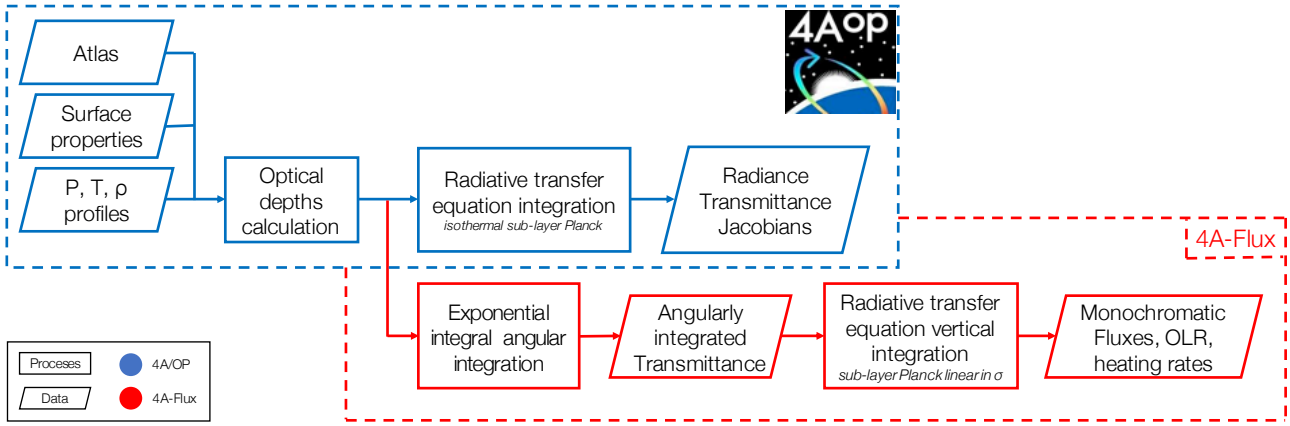 4AOP
Atlas
Surface
properties
P, T, ρ
profiles
Optical
depths
calculation
Radiative transfer
equation integration
isothermal sub-layer Planck
Radiance
Transmittance
Jacobians
4A-Flux
Exponential
integral angular
integration
Angularly
integrated
Transmittance
Radiative transfer
equation vertical
integration
sub-layer Planck linear in σ
Monochromatic
Fluxes, OLR,
heating rates
Proceses
4A/OP
Data
4A-Flux